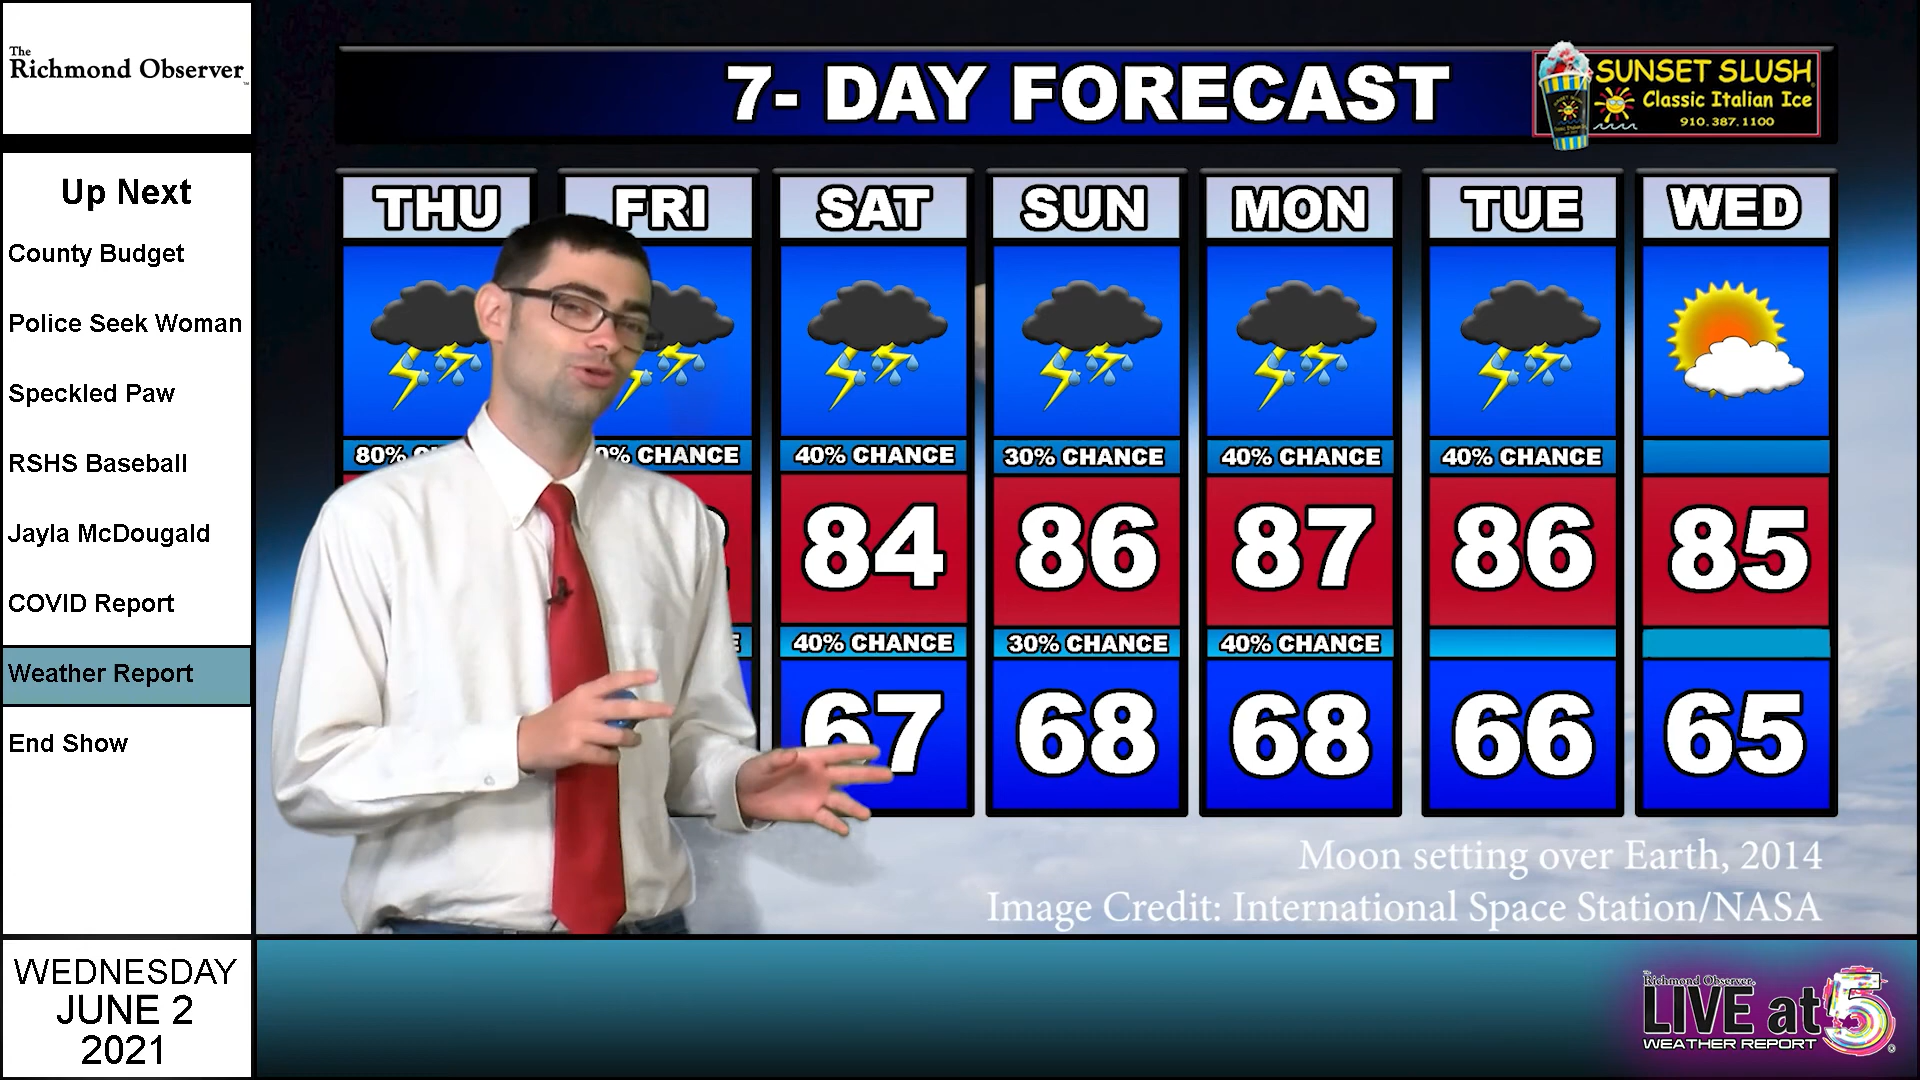 The
Richmond Observer
Up Next
County Budget
Police Seek Woman
Speckled Paw
RSHS Baseball
Jayla McDougald
COVID Report
Weather Report
End Show
WEDNESDAY
JUNE 2
2021
7- DAY FORECAST
SUNSET SLUSH
Classic Italian Ice
910.387.1100
THU FRI SAT SUN MON TUE WED
80% CHANCE 40% CHANCE 30% CHANCE 40% CHANCE 40% CHANCE
84 86 87 86 85
40% CHANCE 30% CHANCE 40% CHANCE
67 68 68 66 65
Moon setting over Earth, 2014
Image Credit: International Space Station/NASA
The
Richmond Observer
LIVE at 5
WEATHER REPORT